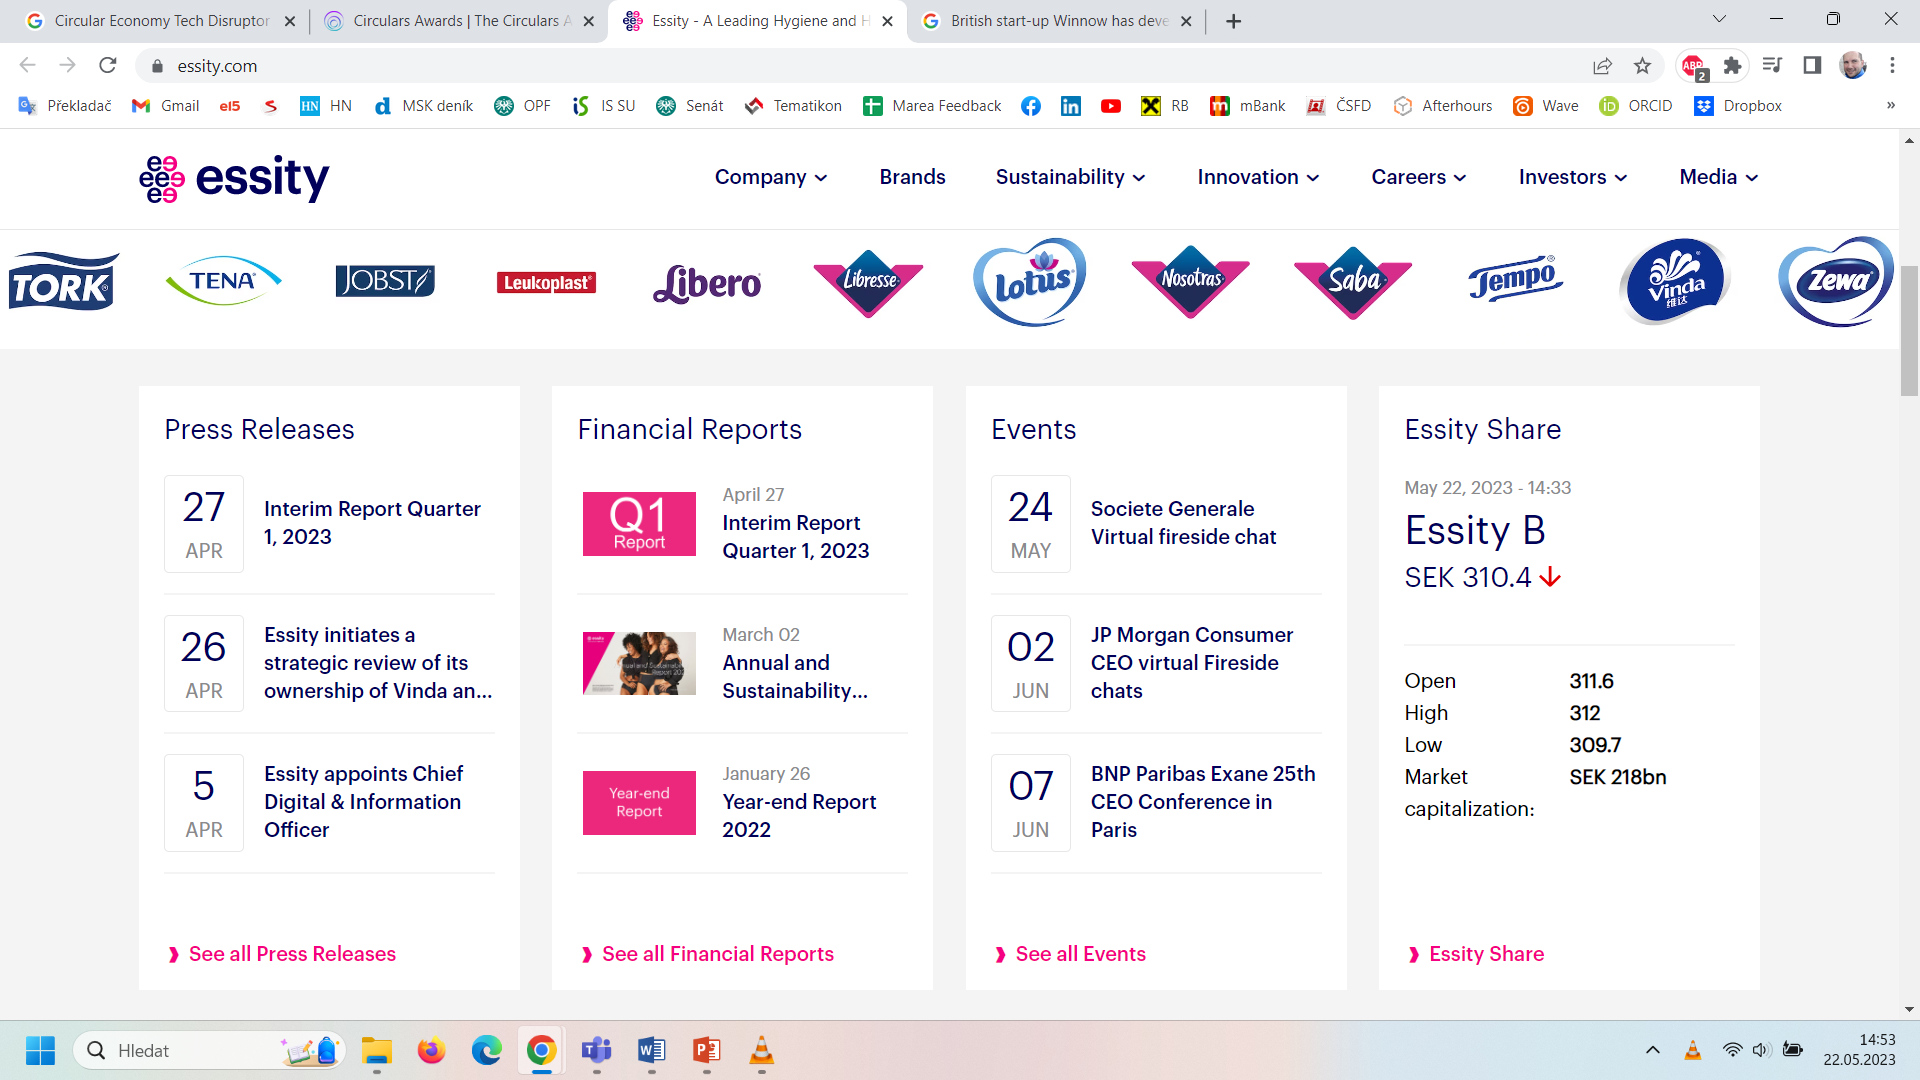 Circular Economy Tech Disruptor
Circulars Awards | The Circulars A
Essity - A Leading Hygiene and H
British start-up Winnow has deve
essity.com
ABP
2
Překladač
Gmail
el5
HN
HN
MSK deník
OPF
IS SU
Senát
Tematikon
Marea Feedback
RB
mBank
ČSFD
Afterhours
Wave
ORCID
Dropbox
»
essity
Company
Brands
Sustainability
Innovation
Careers
Investors
Media
TORK
TENA
JOBST
Leukoplast
Libero
Libresse
Lotus
Nosotras
Saba
Tempo
Vinda
维达
Zewa
Press Releases
27
APR
Interim Report Quarter
1, 2023
26
APR
Essity initiates a
strategic review of its
ownership of Vinda an...
5
APR
Essity appoints Chief
Digital & Information
Officer
See all Press Releases
Financial Reports
Q1
Report
April 27
Interim Report
Quarter 1, 2023
March 02
Annual and
Sustainability...
Year-end
Report
January 26
Year-end Report
2022
See all Financial Reports
Events
24
MAY
Societe Generale
Virtual fireside chat
02
JUN
JP Morgan Consumer
CEO virtual Fireside
chats
07
JUN
BNP Paribas Exane 25th
CEO Conference in
Paris
See all Events
Essity Share
May 22, 2023 - 14:33
Essity B
SEK 310.4
Open 311.6
High 312
Low 309.7
Market SEK 218bn
capitalization:
Essity Share
Hledat
14:53
22.05.2023